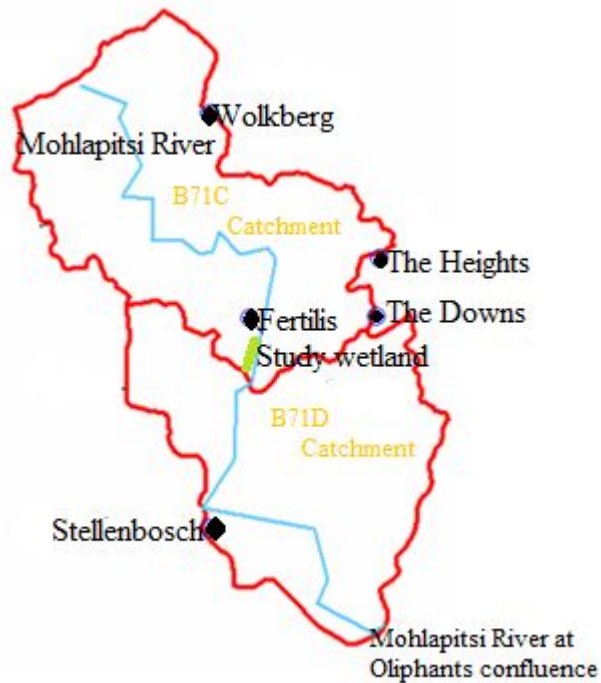 Wolkberg
Mohlapitsi River
B71C
Catchment
The Heights
The Downs
Fertilis
Study wetland
B71D
Catchment
Stellenbosch
Mohlapitsi River at
Oliphants confluence